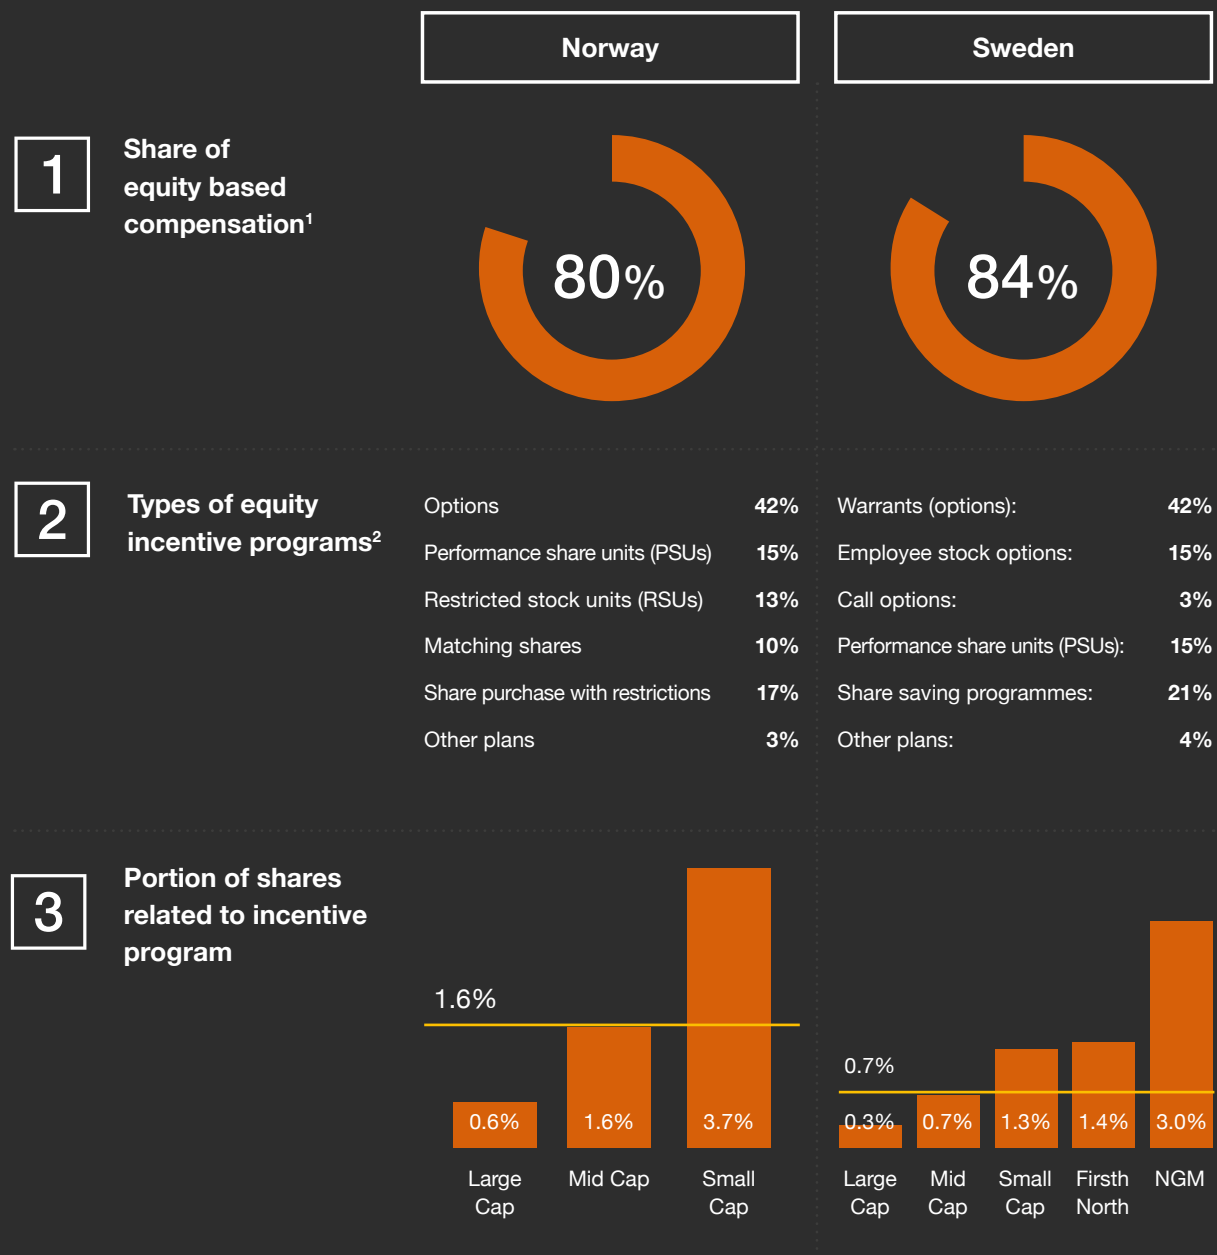 Norway
Sweden
1
Share of
equity based
compensation¹
80%
84%
2
Types of equity
incentive programs²
Options 42%
Performance share units (PSUs) 15%
Restricted stock units (RSUs) 13%
Matching shares 10%
Share purchase with restrictions 17%
Other plans 3%
Warrants (options): 42%
Employee stock options: 15%
Call options: 3%
Performance share units (PSUs): 15%
Share saving programmes: 21%
Other plans: 4%
3
Portion of shares
related to incentive
program
1.6%
0.6% 1.6% 3.7%
Large Mid Cap Small
Cap Cap
0.7%
0.3% 0.7% 1.3% 1.4% 3.0%
Large Mid Small Firsth NGM
Cap Cap Cap North